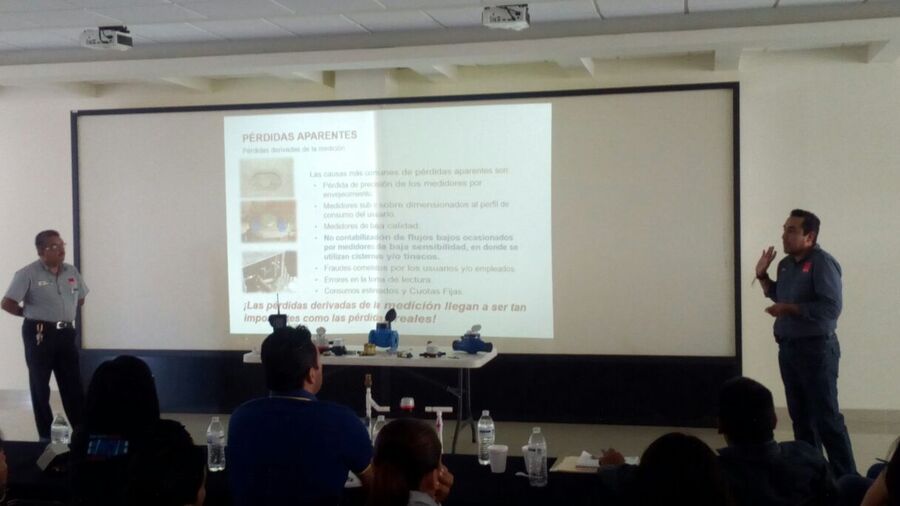 PÉRDIDAS APARENTES
Pérdidas derivadas de la medición
Las causas más comunes de pérdidas aparentes son
• Pérdida de precisión de los medidores por
envejecimiento.
• Medidores sub y sobre dimensionados al perfil de
consumo del usuario.
• Medidores de baja calidad.
• No contabilización de flujos bajos ocasionados
por medidores de baja sensibilidad, en donde se
utilizan cisternas y/o tinacos.
• Fraudes cometidos por los usuarios y/o empleados
• Errores en la toma de lectura.
• Consumos estimados y Cuotas Fijas.
¡Las pérdidas derivadas de la medición llegan a ser tan
importantes como las pérdidas reales!